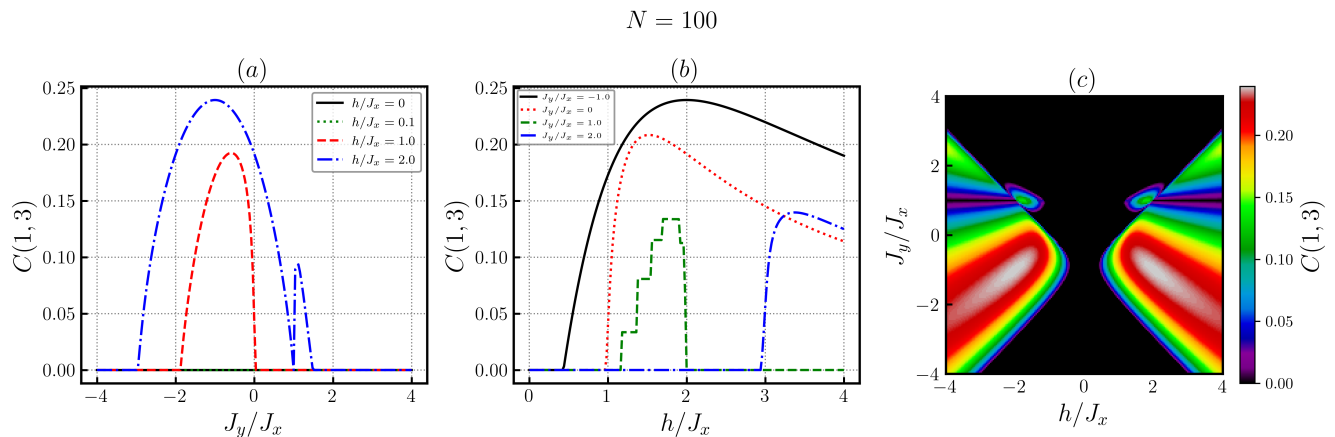 N = 100
(a)
C(1, 3)
0.25
0.20
0.15
0.10
0.05
0.00
−4
−2
0
2
4
J_y/J_x
h/J_x = 0
h/J_x = 0.1
h/J_x = 1.0
h/J_x = 2.0
(b)
C(1, 3)
0.25
0.20
0.15
0.10
0.05
0.00
0
1
2
3
4
h/J_x
J_y/J_x = −1.0
J_y/J_x = 0
J_y/J_x = 1.0
J_y/J_x = 2.0
(c)
J_y/J_x
4
2
0
−2
−4
−4
−2
0
2
4
h/J_x
0.20
0.15
0.10
0.05
0.00
C(1, 3)